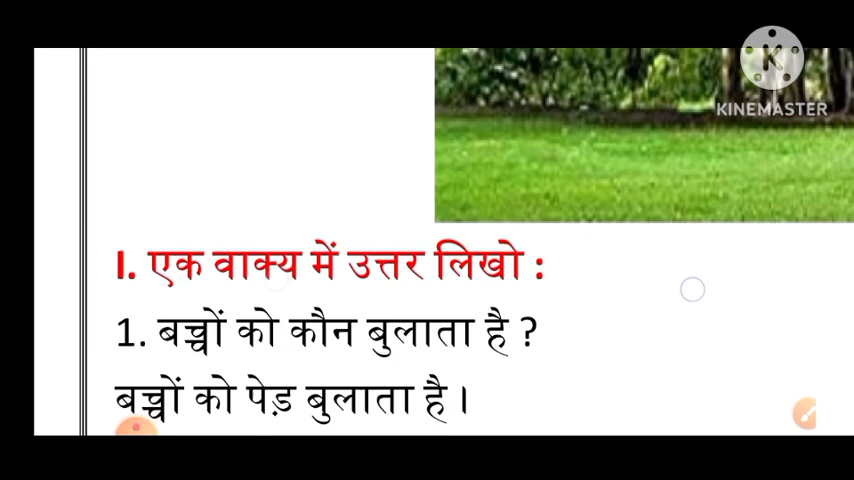 KINEMASTER
I. एक वाक्य में उत्तर लिखो :
1. बच्चों को कौन बुलाता है ?
बच्चों को पेड़ बुलाता है।